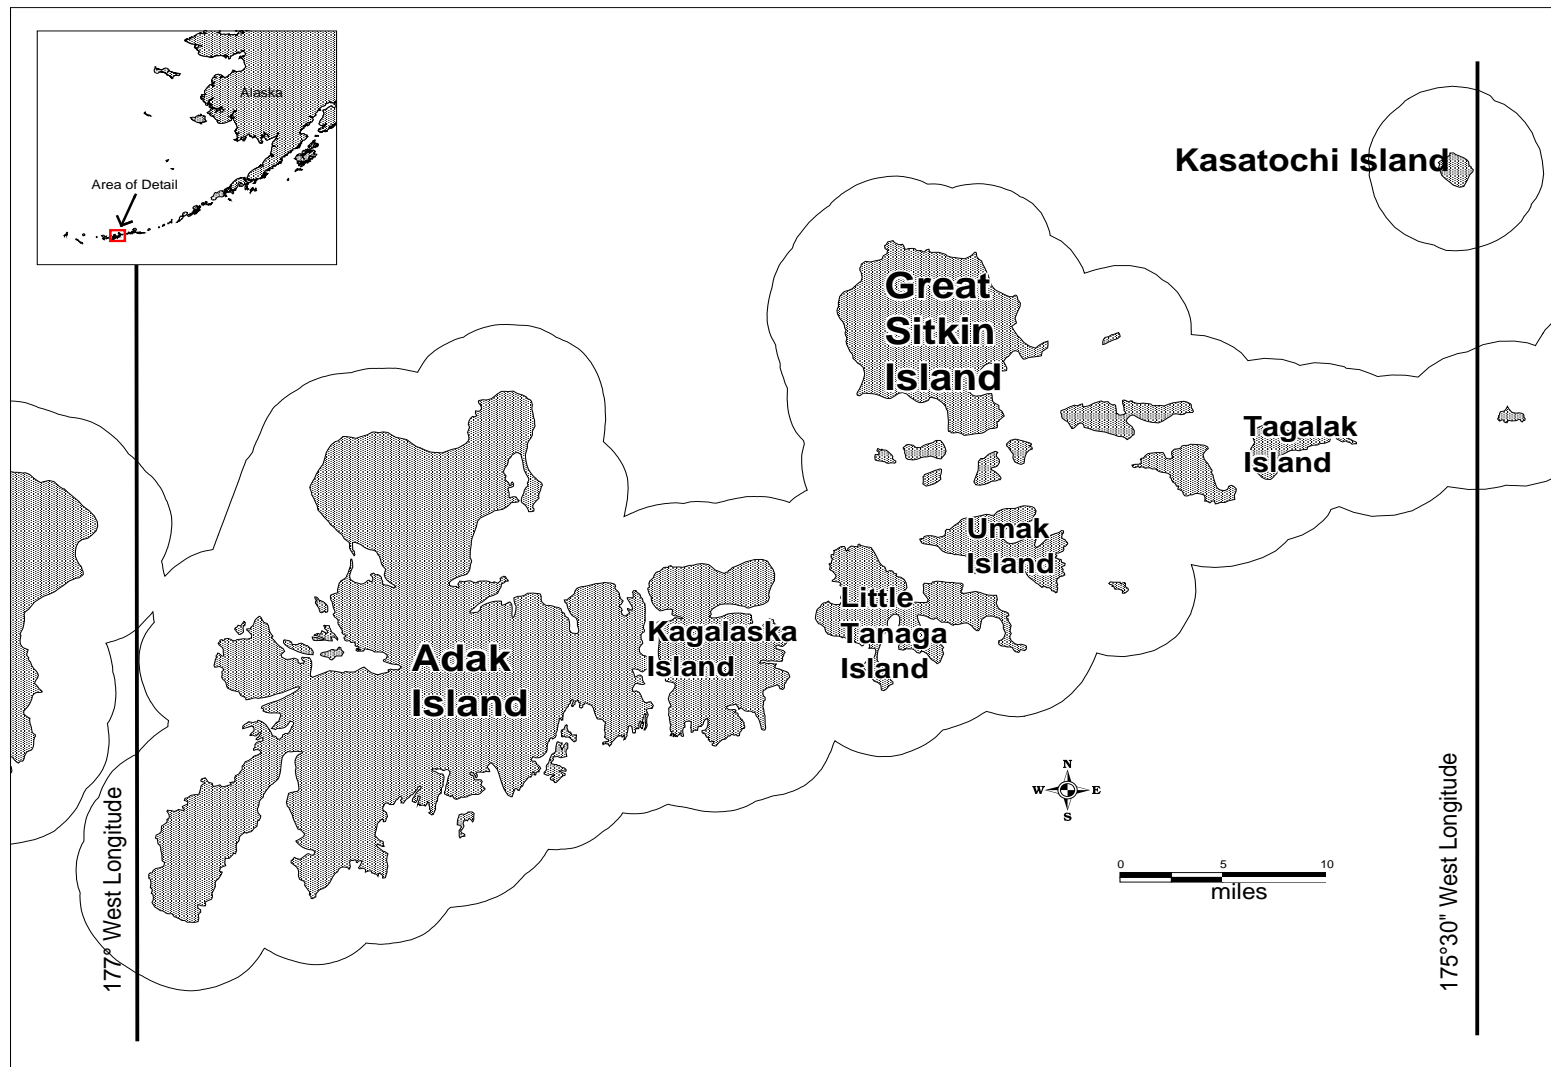 Alaska
Area of Detail
Kasatochi Island
Great
Sitkin
Island
Tagalak
Island
Umak
Island
Little
Tanaga
Island
Kagalaska
Island
Adak
Island
N
W E
S
0 5 10
miles
177° West Longitude
175°30" West Longitude